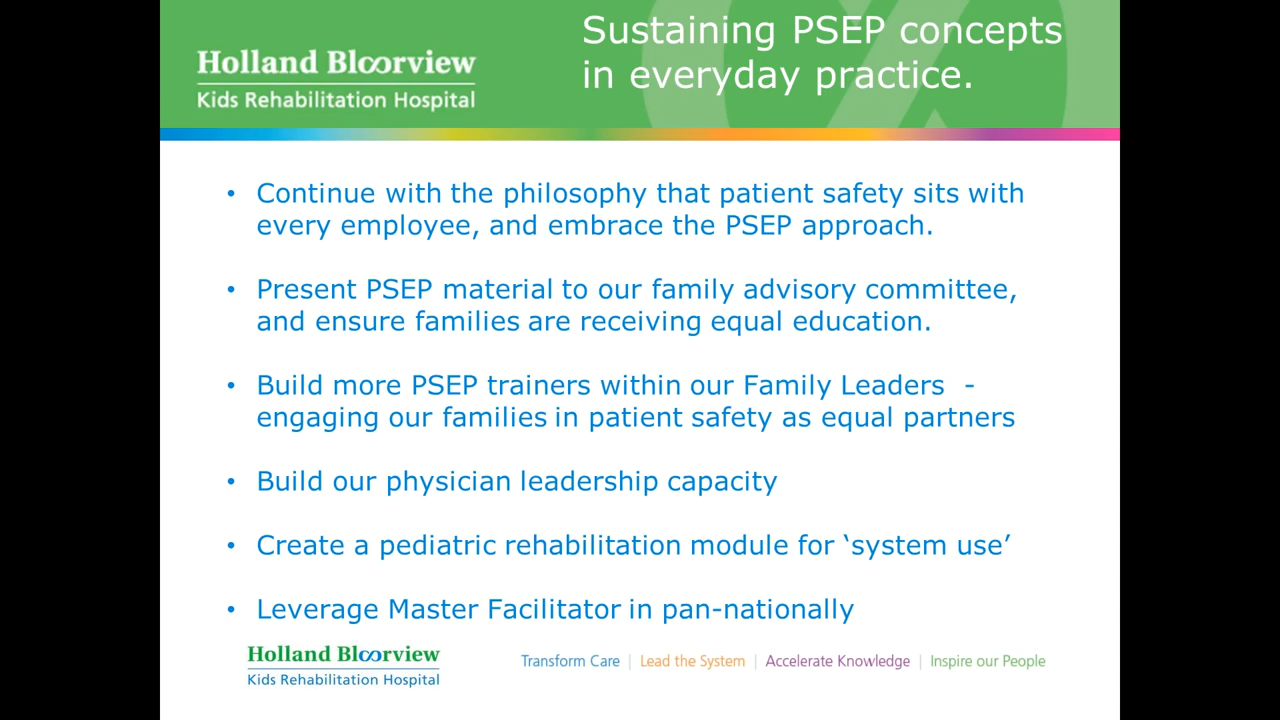 Holland Bloorview
Kids Rehabilitation Hospital
Sustaining PSEP concepts
in everyday practice.
• Continue with the philosophy that patient safety sits with
every employee, and embrace the PSEP approach.
• Present PSEP material to our family advisory committee,
and ensure families are receiving equal education.
• Build more PSEP trainers within our Family Leaders -
engaging our families in patient safety as equal partners
• Build our physician leadership capacity
• Create a pediatric rehabilitation module for ‘system use’
• Leverage Master Facilitator in pan-nationally
Holland Bloorview
Kids Rehabilitation Hospital
Transform Care | Lead the System | Accelerate Knowledge | Inspire our People